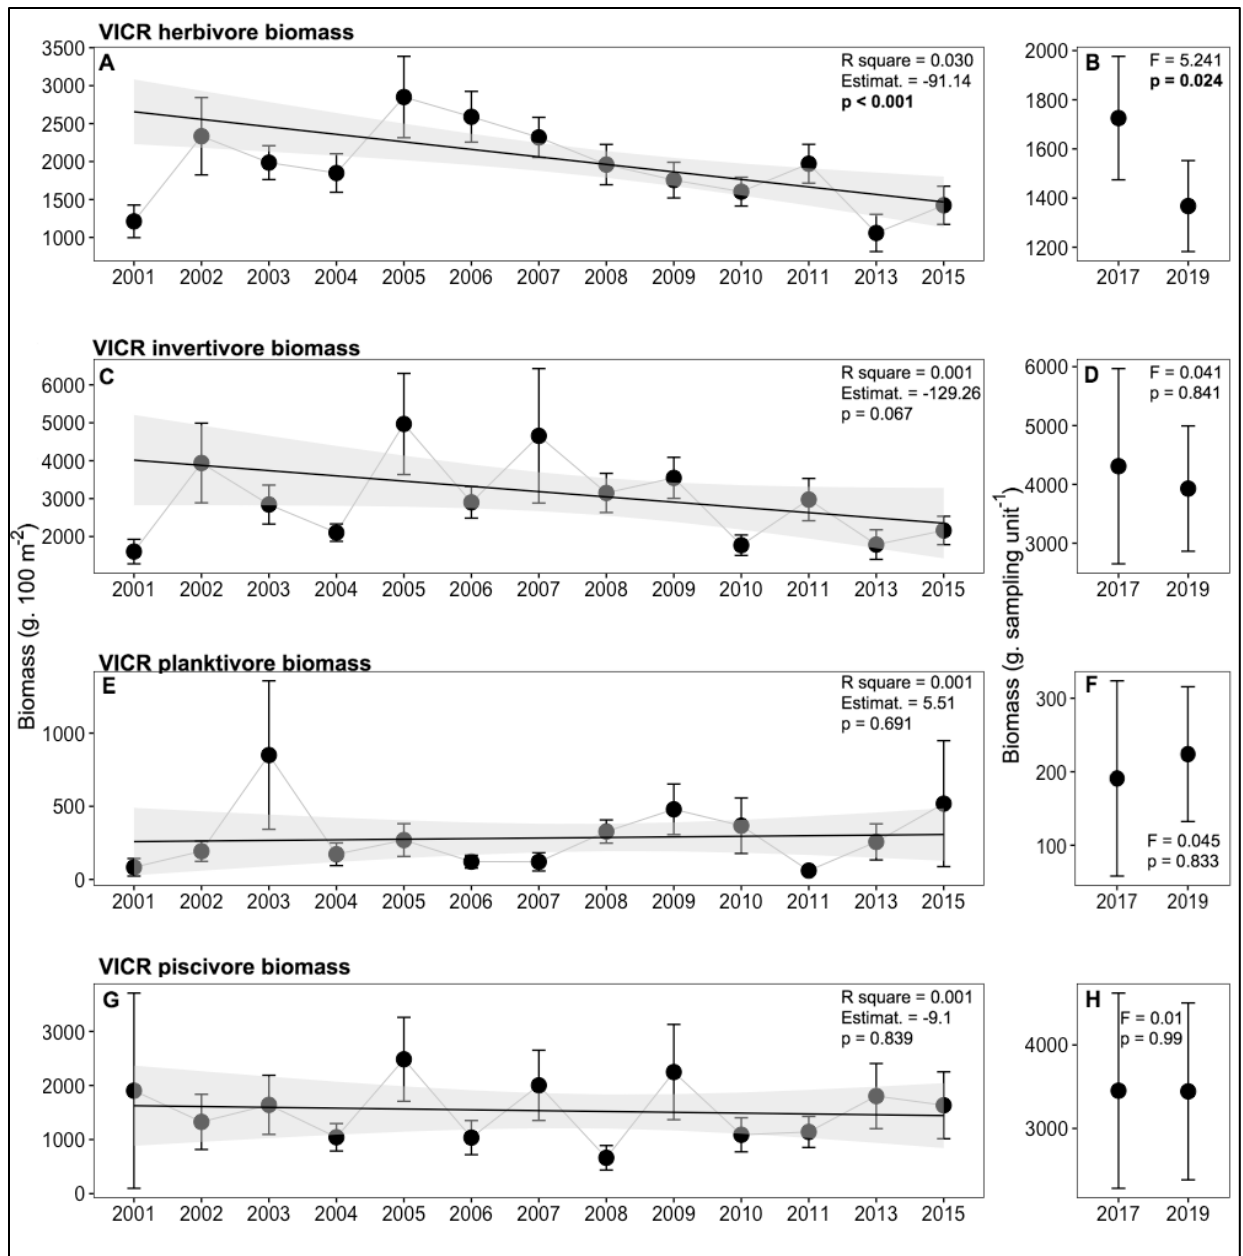 VICR herbivore biomass
A
3500
3000
2500
2000
1500
1000
R square = 0.030
Estimat. = -91.14
p < 0.001
2001 2002 2003 2004 2005 2006 2007 2008 2009 2010 2011 2013 2015
B
2000
1800
1600
1400
1200
F = 5.241
p = 0.024
2017 2019
VICR invertivore biomass
C
6000
5000
4000
3000
2000
R square = 0.001
Estimat. = -129.26
p = 0.067
2001 2002 2003 2004 2005 2006 2007 2008 2009 2010 2011 2013 2015
D
6000
5000
4000
3000
F = 0.041
p = 0.841
2017 2019
Biomass (g. 100 m⁻²)
Biomass (g. sampling unit⁻¹)
VICR planktivore biomass
E
1000
500
0
R square = 0.001
Estimat. = 5.51
p = 0.691
2001 2002 2003 2004 2005 2006 2007 2008 2009 2010 2011 2013 2015
F
300
200
100
F = 0.045
p = 0.833
2017 2019
VICR piscivore biomass
G
3000
2000
1000
0
R square = 0.001
Estimat. = -9.1
p = 0.839
2001 2002 2003 2004 2005 2006 2007 2008 2009 2010 2011 2013 2015
H
4000
3000
F = 0.01
p = 0.99
2017 2019